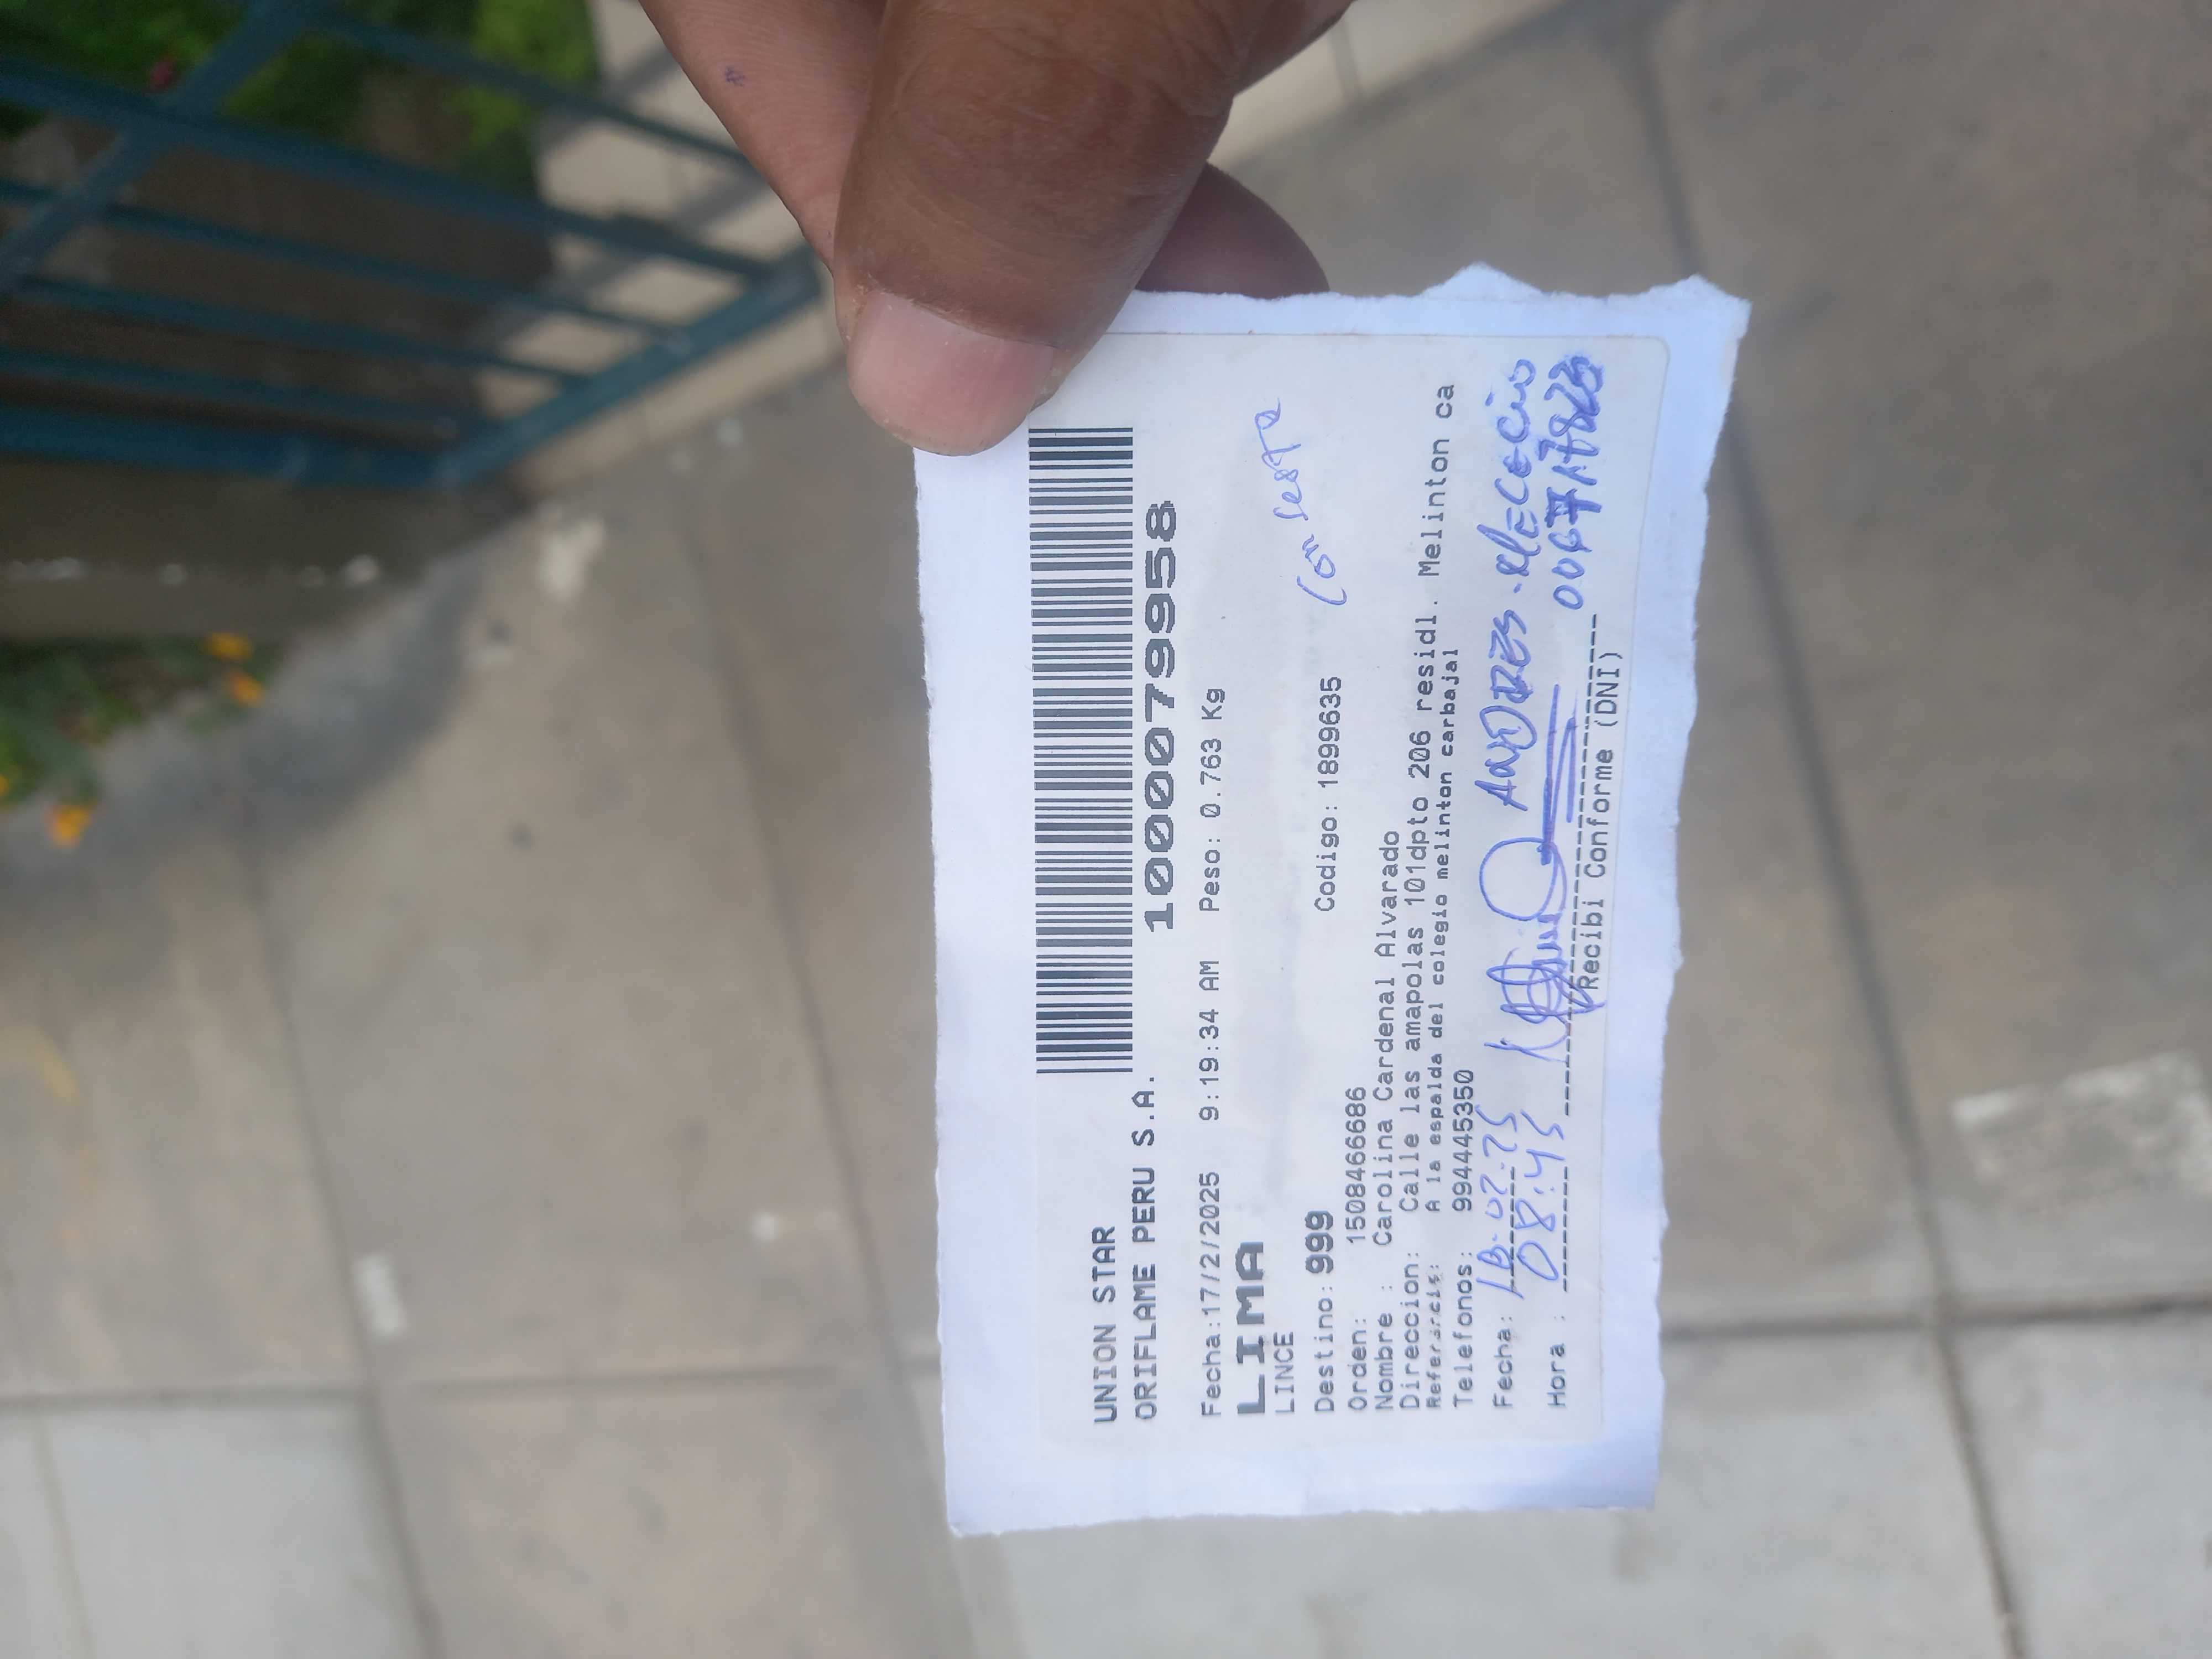 UNION STAR
ORIFLAME PERU S.A.
10000799958
Fecha:17/2/2025 9:19:34 AM Peso: 0.763 Kg
LIMA
LINCE
Destino: 999 Codigo: 1899635
Orden: 1508466686
Nombre : Carolina Cardenal Alvarado
Direccion: Calle las amapolas 101dpto 206 residl. Melinton ca
Referencia: A la espalda del colegio melinton carbajal
Telefonos: 994445350
Fecha: 18.02.25
Hora : 08:45
Recibi Conforme (DNI)